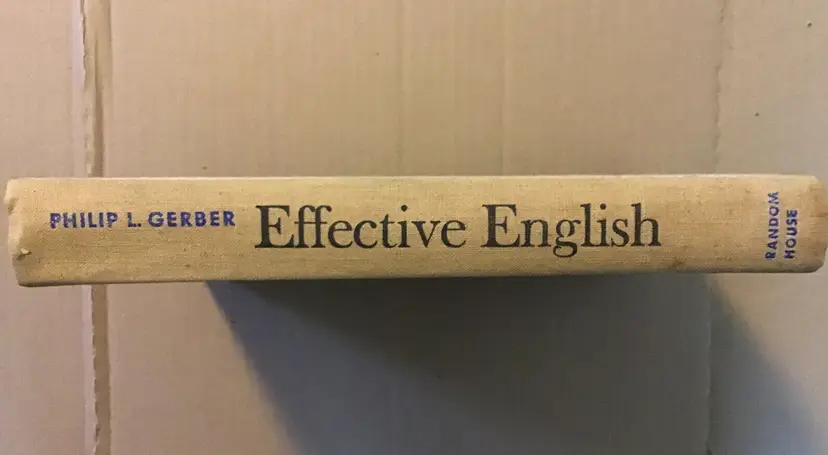 PHILIP L. GERBER
Effective English
RANDOM
HOUSE